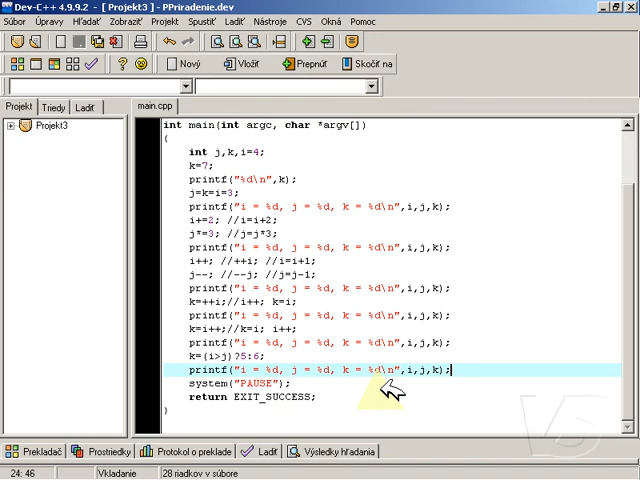 Dev-C++ 4.9.9.2 - [ Projekt3 ] - PPriradenie.dev
Súbor Úpravy Hľadať Zobraziť Projekt Spustiť Ladiť Nástroje CVS Okná Pomoc
Nový Vložiť Prepnúť Skočiť na
Projekt Triedy Ladiť main.cpp
Projekt3
int main(int argc, char *argv[])
{
int j,k,i=4;
k=7;
printf("%d\n",k);
j=k=i=3;
printf("i = %d, j = %d, k = %d\n",i,j,k);
i+=2; //i=i+2;
j*=3; //j=j*3;
printf("i = %d, j = %d, k = %d\n",i,j,k);
i++; //++i; //i=i+1;
j--; //--j; //j=j-1;
printf("i = %d, j = %d, k = %d\n",i,j,k);
k=++i;//i++; k=i;
printf("i = %d, j = %d, k = %d\n",i,j,k);
k=i++;//k=i; i++;
printf("i = %d, j = %d, k = %d\n",i,j,k);
k=(i>j)?5:6;
printf("i = %d, j = %d, k = %d\n",i,j,k);
system("PAUSE");
return EXIT_SUCCESS;
}
Prekladač Prostriedky Protokol o preklade Ladiť Výsledky hľadania
24: 46 Vkladanie 28 riadkov v súbore